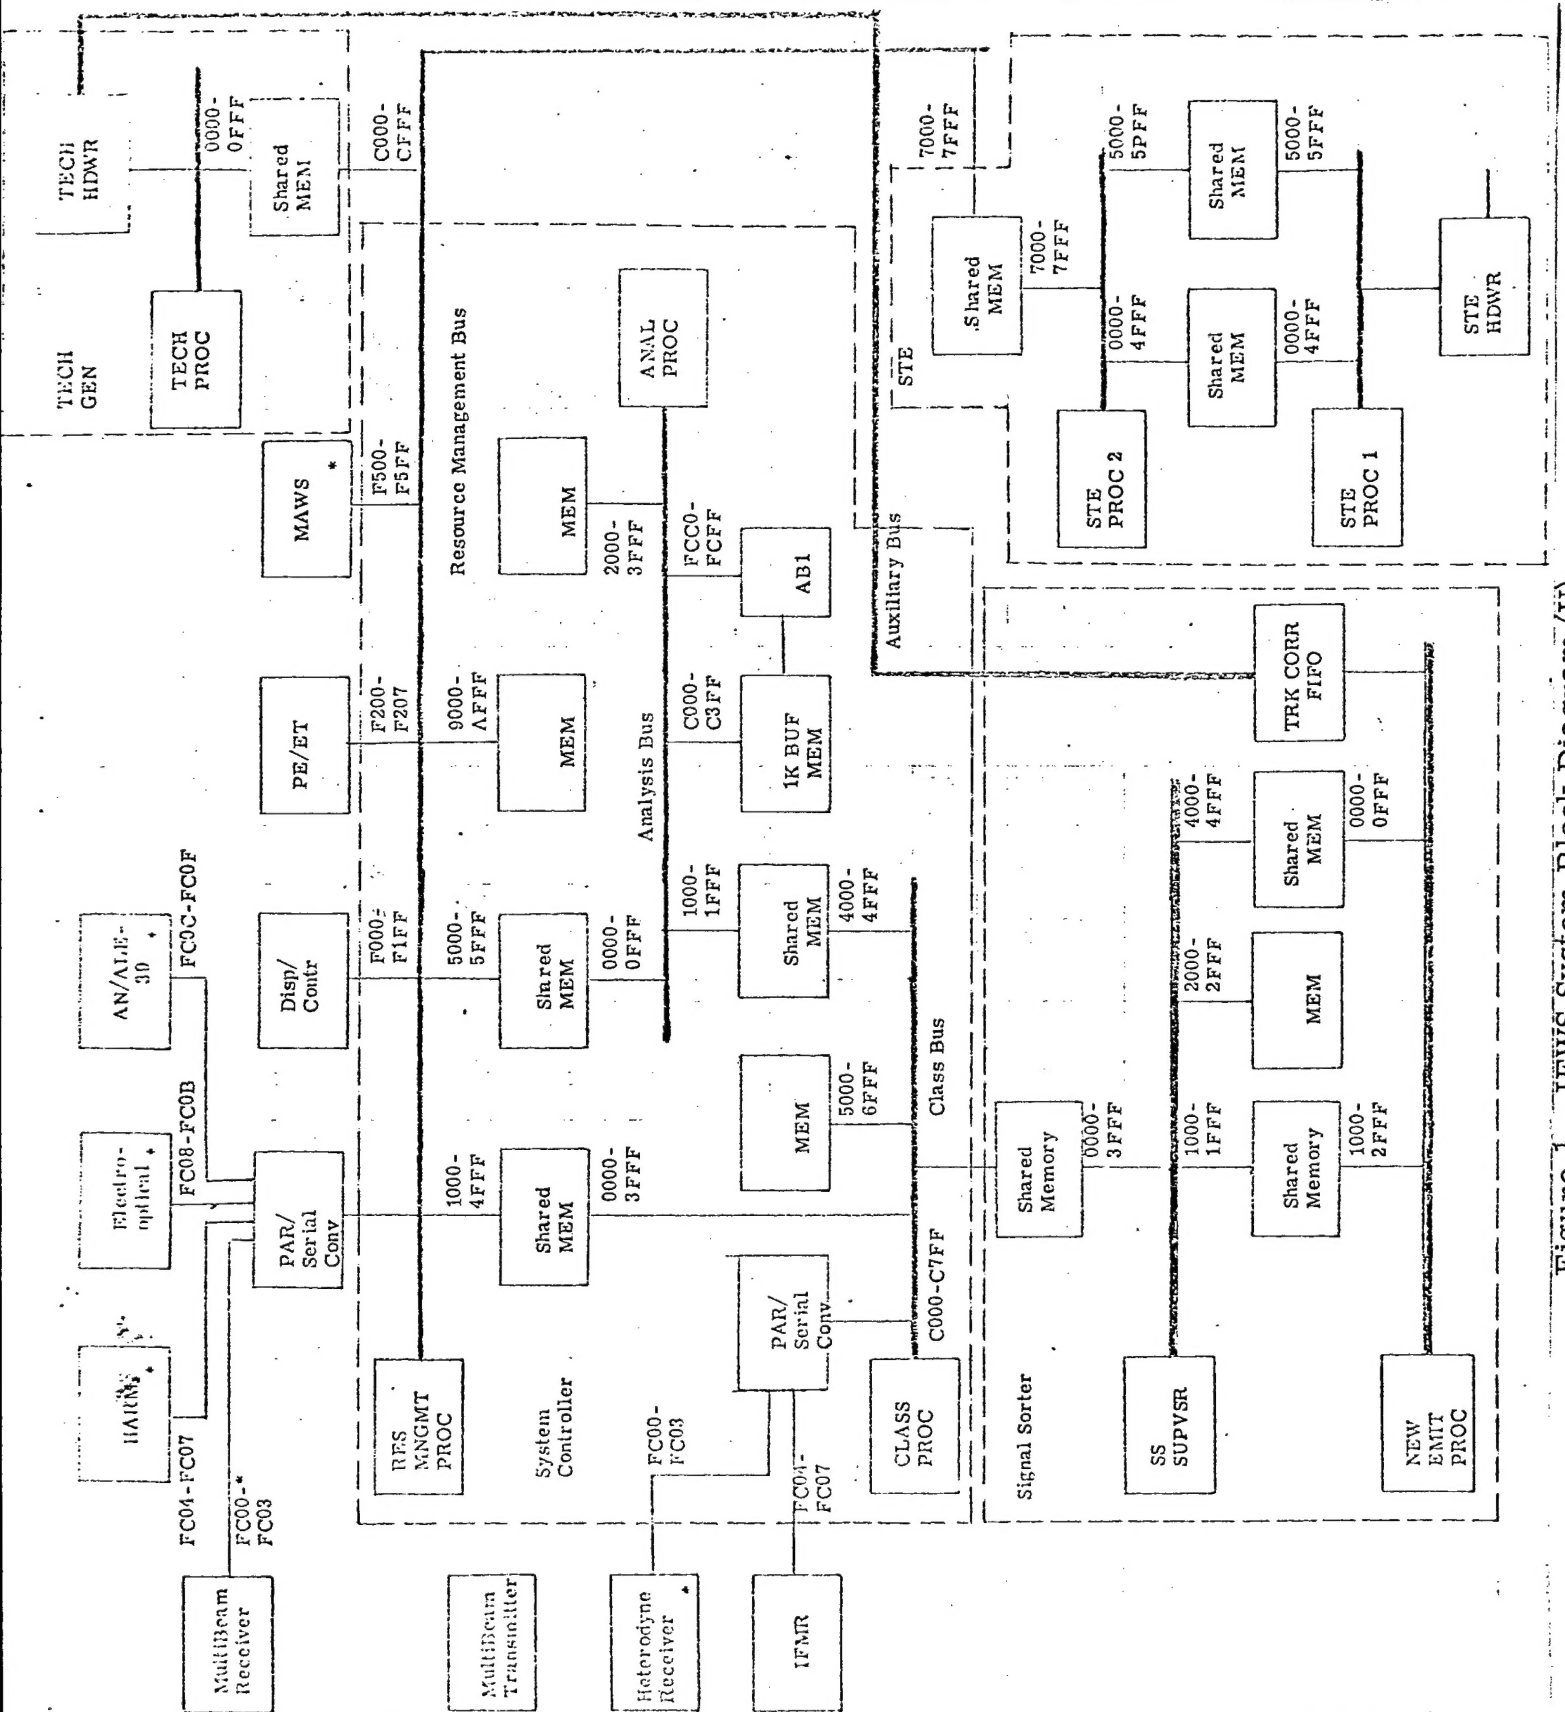 MultiBeam
Receiver
MultiBeam
Transmitter
Heterodyne
Receiver
*
IFMR
FC04-FC07
FC00-*
FC03
HARM
*
Electro-
optical *
FC08-FC0B
AN/ALE-
39
*
FC0C-FC0F
PAR/
Serial
Conv
Disp/
Contr
F000-
F1FF
PE/ET
F200-
F207
MAWS
*
F500-
F5FF
TECH
GEN
TECH
PROC
TECH
HDWR
0000-
0FFF
Shared
MEM
C000-
CFFF
RES
MNGMT
PROC
Resource Management Bus
System
Controller
1000-
4FFF
Shared
MEM
0000-
3FFF
5000-
5FFF
Shared
MEM
0000-
0FFF
9000-
AFFF
MEM
MEM
2000-
3FFF
ANAL
PROC
Analysis Bus
FC00-
FC03
FC04-
FC07
PAR/
Serial
Conv
MEM
5000-
6FFF
1000-
1FFF
Shared
MEM
4000-
4FFF
C000-
C3FF
1K BUF
MEM
FCC0-
FCFF
AB1
CLASS
PROC
C000-C7FF
Class Bus
Auxiliary Bus
Signal Sorter
Shared
Memory
0000-
3FFF
SS
SUPVSR
1000-
1FFF
Shared
Memory
1000-
2FFF
2000-
2FFF
MEM
4000-
4FFF
Shared
MEM
0000-
0FFF
TRK CORR
FIFO
NEW
EMIT
PROC
STE
7000-
7FFF
Shared
MEM
7000-
7FFF
STE
PROC 2
0000-
4FFF
Shared
MEM
0000-
4FFF
5000-
5FFF
Shared
MEM
5000-
5FFF
STE
PROC 1
STE
HDWR
Figure 1. System Block Diagram (U)